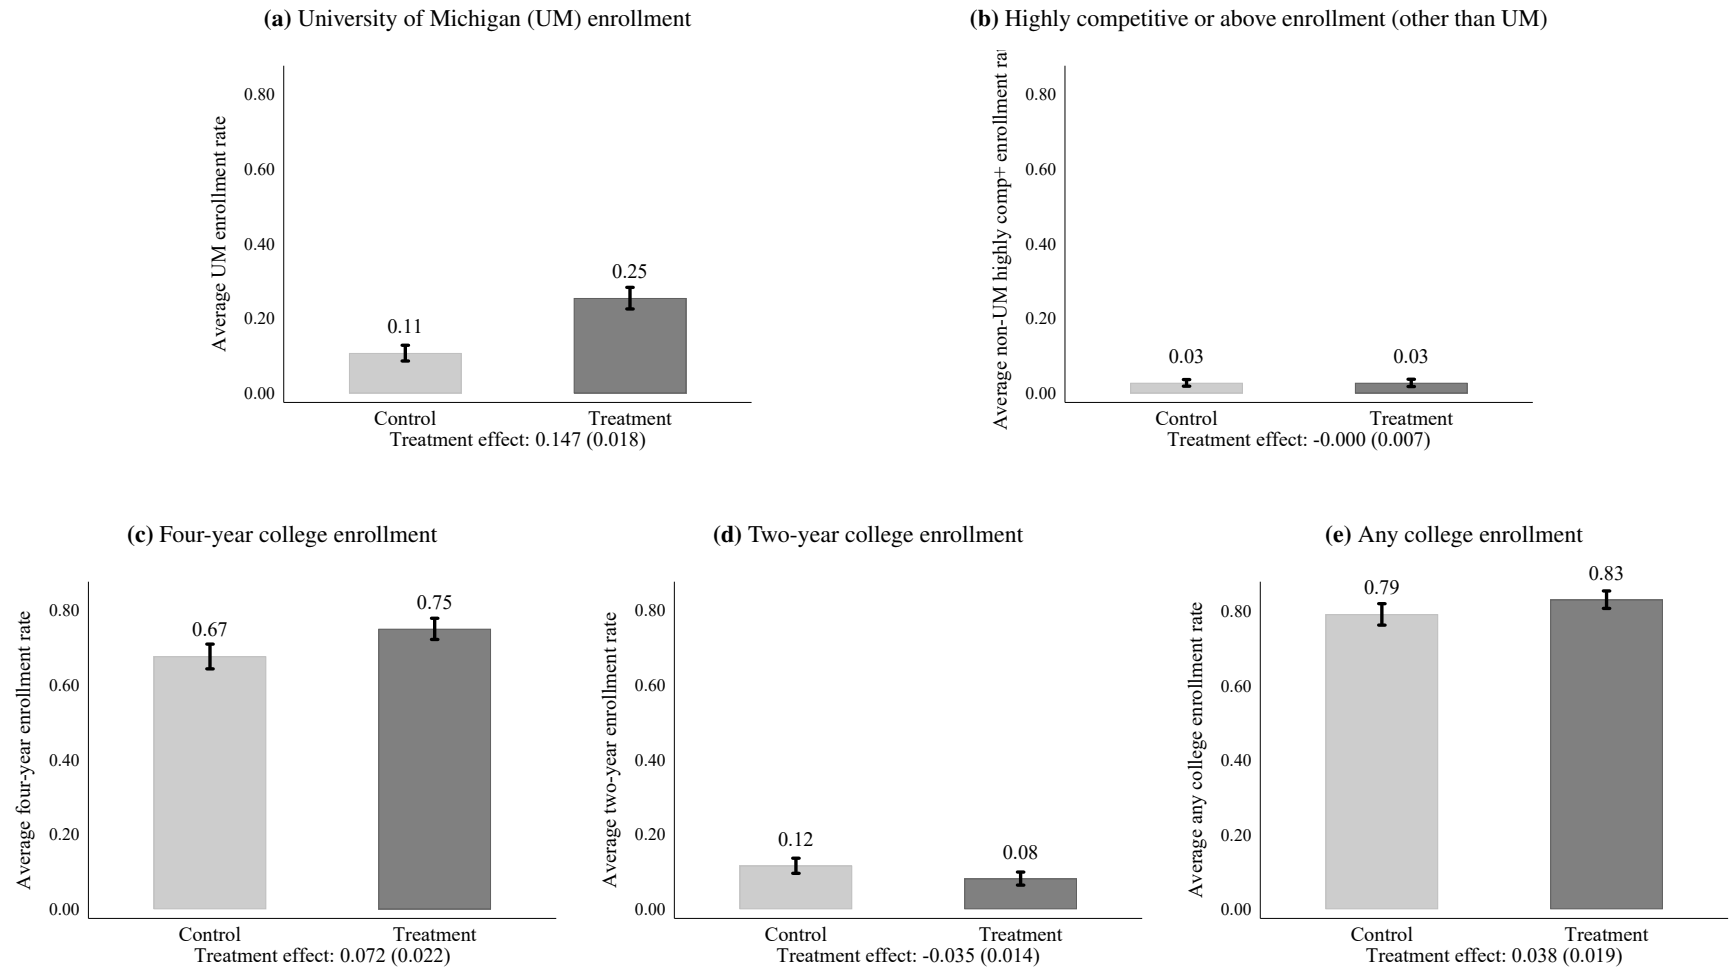 (a) University of Michigan (UM) enrollment
Average UM enrollment rate
0.80
0.60
0.40
0.20
0.00
0.11
0.25
Control
Treatment
Treatment effect: 0.147 (0.018)
(b) Highly competitive or above enrollment (other than UM)
Average non-UM highly comp+ enrollment
0.80
0.60
0.40
0.20
0.00
0.03
0.03
Control
Treatment
Treatment effect: -0.000 (0.007)
(c) Four-year college enrollment
Average four-year enrollment rate
0.80
0.60
0.40
0.20
0.00
0.67
0.75
Control
Treatment
Treatment effect: 0.072 (0.022)
(d) Two-year college enrollment
Average two-year enrollment rate
0.80
0.60
0.40
0.20
0.00
0.12
0.08
Control
Treatment
Treatment effect: -0.035 (0.014)
(e) Any college enrollment
Average any college enrollment rate
0.80
0.60
0.40
0.20
0.00
0.79
0.83
Control
Treatment
Treatment effect: 0.038 (0.019)